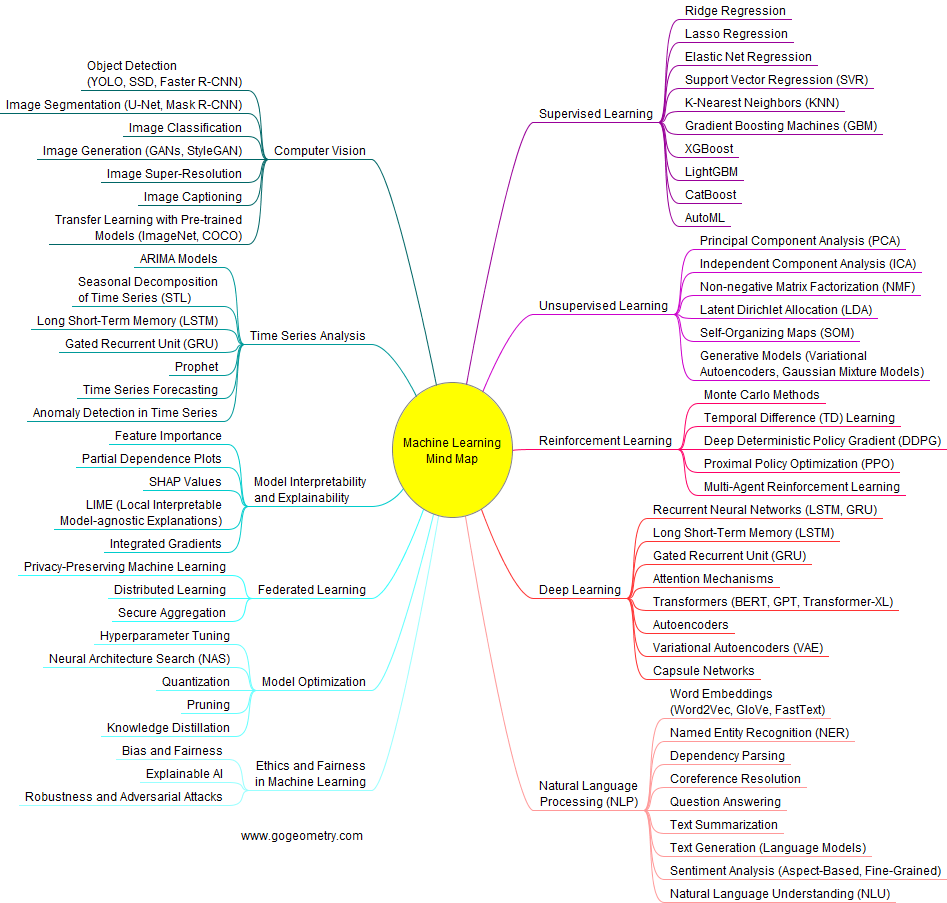 Machine Learning
Mind Map
Supervised Learning
Ridge Regression
Lasso Regression
Elastic Net Regression
Support Vector Regression (SVR)
K-Nearest Neighbors (KNN)
Gradient Boosting Machines (GBM)
XGBoost
LightGBM
CatBoost
AutoML
Unsupervised Learning
Principal Component Analysis (PCA)
Independent Component Analysis (ICA)
Non-negative Matrix Factorization (NMF)
Latent Dirichlet Allocation (LDA)
Self-Organizing Maps (SOM)
Generative Models (Variational
Autoencoders, Gaussian Mixture Models)
Reinforcement Learning
Monte Carlo Methods
Temporal Difference (TD) Learning
Deep Deterministic Policy Gradient (DDPG)
Proximal Policy Optimization (PPO)
Multi-Agent Reinforcement Learning
Deep Learning
Recurrent Neural Networks (LSTM, GRU)
Long Short-Term Memory (LSTM)
Gated Recurrent Unit (GRU)
Attention Mechanisms
Transformers (BERT, GPT, Transformer-XL)
Autoencoders
Variational Autoencoders (VAE)
Capsule Networks
Natural Language
Processing (NLP)
Word Embeddings
(Word2Vec, GloVe, FastText)
Named Entity Recognition (NER)
Dependency Parsing
Coreference Resolution
Question Answering
Text Summarization
Text Generation (Language Models)
Sentiment Analysis (Aspect-Based, Fine-Grained)
Natural Language Understanding (NLU)
Computer Vision
Object Detection
(YOLO, SSD, Faster R-CNN)
Image Segmentation (U-Net, Mask R-CNN)
Image Classification
Image Generation (GANs, StyleGAN)
Image Super-Resolution
Image Captioning
Transfer Learning with Pre-trained
Models (ImageNet, COCO)
Time Series Analysis
ARIMA Models
Seasonal Decomposition
of Time Series (STL)
Long Short-Term Memory (LSTM)
Gated Recurrent Unit (GRU)
Prophet
Time Series Forecasting
Anomaly Detection in Time Series
Model Interpretability
and Explainability
Feature Importance
Partial Dependence Plots
SHAP Values
LIME (Local Interpretable
Model-agnostic Explanations)
Integrated Gradients
Federated Learning
Privacy-Preserving Machine Learning
Distributed Learning
Secure Aggregation
Model Optimization
Hyperparameter Tuning
Neural Architecture Search (NAS)
Quantization
Pruning
Knowledge Distillation
Ethics and Fairness
in Machine Learning
Bias and Fairness
Explainable AI
Robustness and Adversarial Attacks
www.gogeometry.com